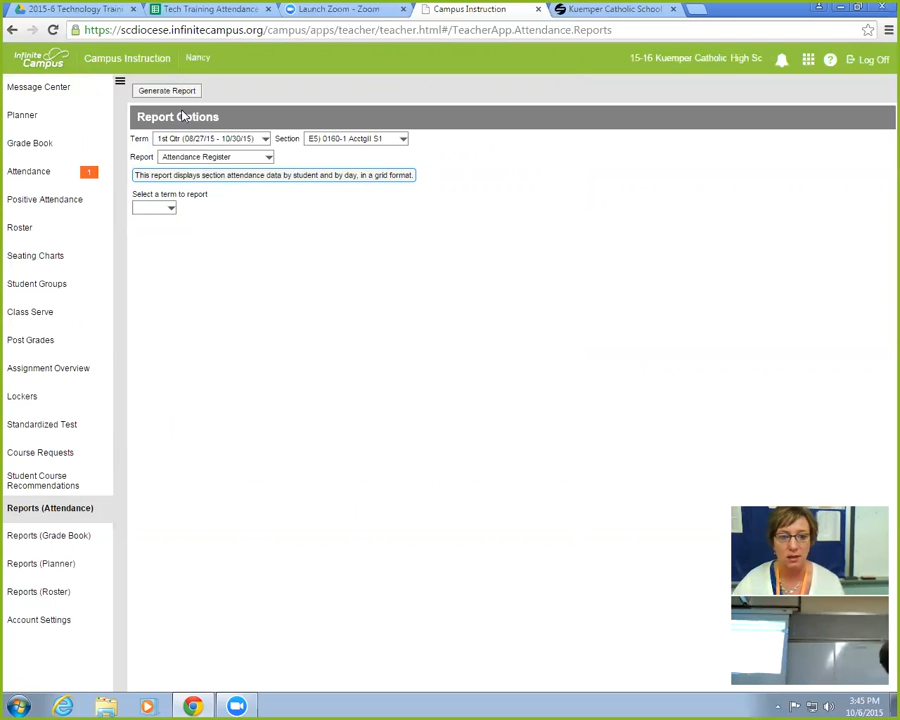 2015-6 Technology Traini
Tech Training Attendance
Launch Zoom - Zoom
Campus Instruction
Kuemper Catholic School
https://scdiocese.infinitecampus.org/campus/apps/teacher/teacher.html#/TeacherApp.Attendance.Reports
Infinite Campus
Campus Instruction
Nancy
15-16 Kuemper Catholic High Sc
Log Off
Message Center
Planner
Grade Book
Attendance 1
Positive Attendance
Roster
Seating Charts
Student Groups
Class Serve
Post Grades
Assignment Overview
Lockers
Standardized Test
Course Requests
Student Course
Recommendations
Reports (Attendance)
Reports (Grade Book)
Reports (Planner)
Reports (Roster)
Account Settings
Generate Report
Report Options
Term 1st Qtr (08/27/15 - 10/30/15) Section E5) 0160-1 AcctgII S1
Report Attendance Register
This report displays section attendance data by student and by day, in a grid format.
Select a term to report
3:45 PM
10/6/2015